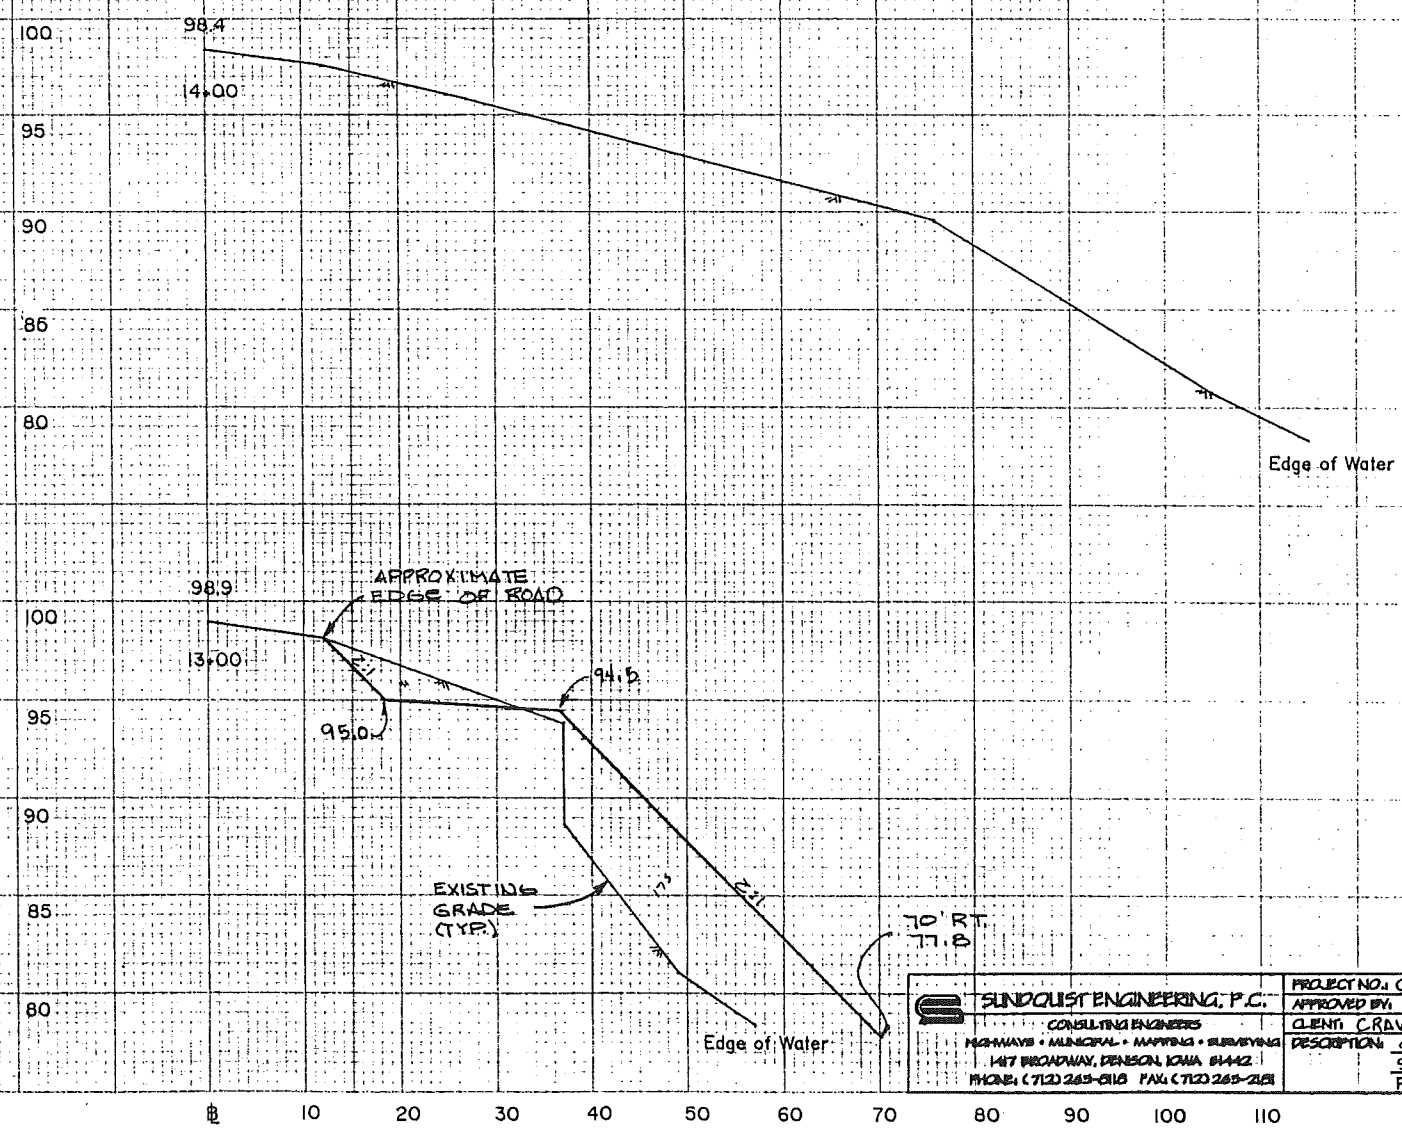 100
98.4
14+00
95
90
85
80
Edge of Water
98.9
APPROXIMATE
EDGE OF ROAD
100
13+00
2:1
94.5
95
95.0
90
EXISTING
GRADE
(TYP.)
85
2:1
70' RT.
77.8
80
Edge of Water
SUNDQUIST ENGINEERING, P.C.
CONSULTING ENGINEERS
HIGHWAYS • MUNICIPAL • MAPPING • SURVEYING
1417 BROADWAY, DENISON, IOWA 51442
PHONE: (712) 263-8118 FAX: (712) 263-2181
PROJECT NO.:
APPROVED BY:
CLIENT: CRAW
DESCRIPTION:
10 20 30 40 50 60 70 80 90 100 110